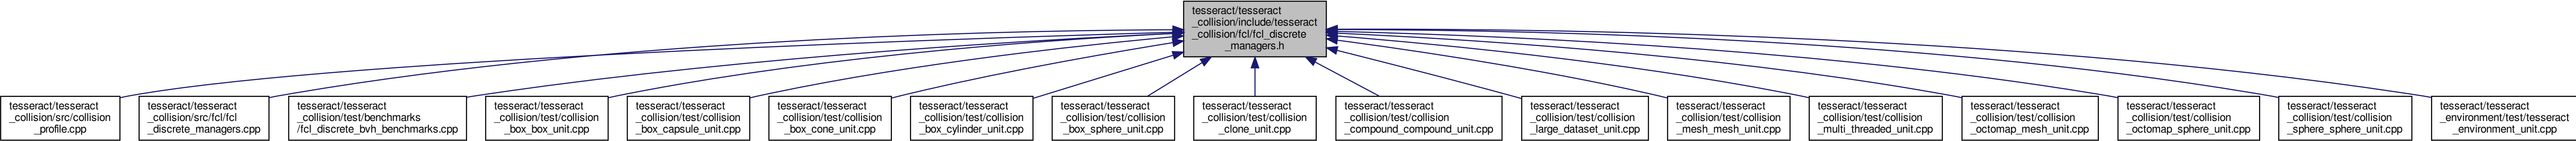 tesseract/tesseract
_collision/include/tesseract
_collision/fcl/fcl_discrete
_managers.h
tesseract/tesseract
_collision/src/collision
_profile.cpp
tesseract/tesseract
_collision/src/fcl/fcl
_discrete_managers.cpp
tesseract/tesseract
_collision/test/benchmarks
/fcl_discrete_bvh_benchmarks.cpp
tesseract/tesseract
_collision/test/collision
_box_box_unit.cpp
tesseract/tesseract
_collision/test/collision
_box_capsule_unit.cpp
tesseract/tesseract
_collision/test/collision
_box_cone_unit.cpp
tesseract/tesseract
_collision/test/collision
_box_cylinder_unit.cpp
tesseract/tesseract
_collision/test/collision
_box_sphere_unit.cpp
tesseract/tesseract
_collision/test/collision
_clone_unit.cpp
tesseract/tesseract
_collision/test/collision
_compound_compound_unit.cpp
tesseract/tesseract
_collision/test/collision
_large_dataset_unit.cpp
tesseract/tesseract
_collision/test/collision
_mesh_mesh_unit.cpp
tesseract/tesseract
_collision/test/collision
_multi_threaded_unit.cpp
tesseract/tesseract
_collision/test/collision
_octomap_mesh_unit.cpp
tesseract/tesseract
_collision/test/collision
_octomap_sphere_unit.cpp
tesseract/tesseract
_collision/test/collision
_sphere_sphere_unit.cpp
tesseract/tesseract
_environment/test/tesseract
_environment_unit.cpp